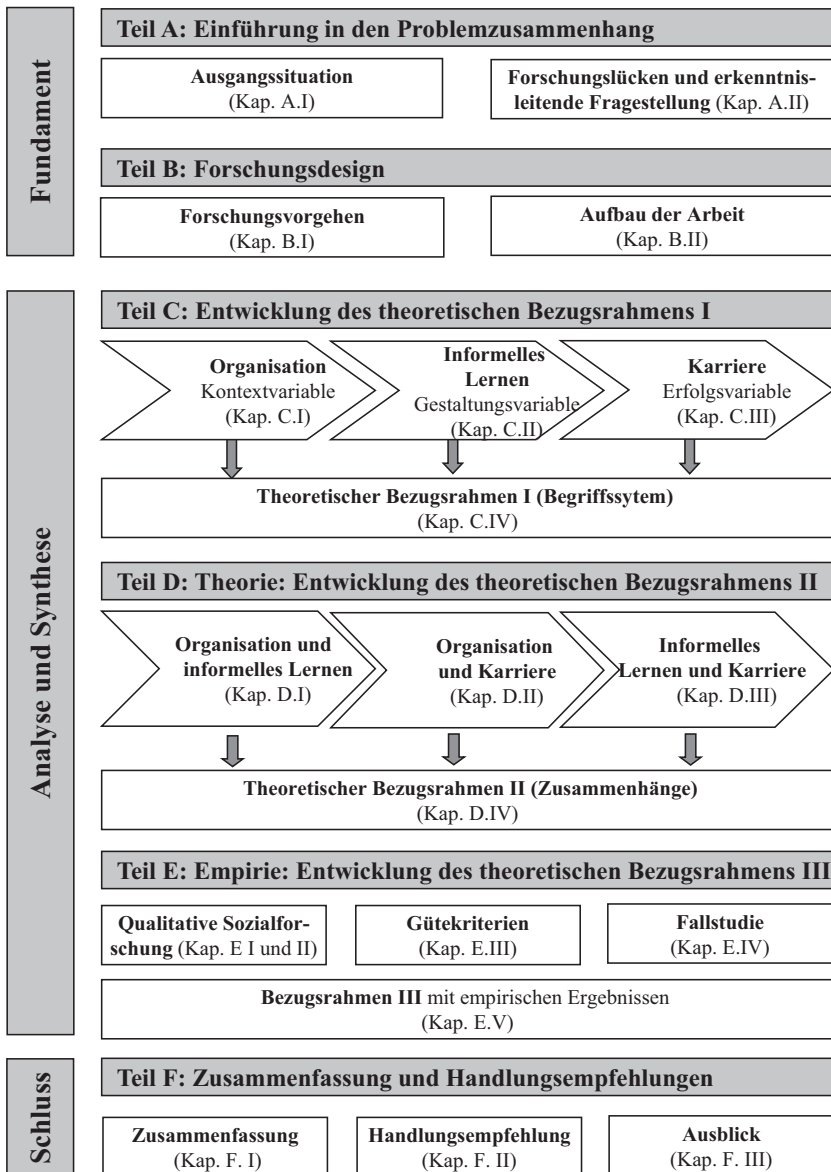 Fundament
Teil A: Einführung in den Problemzusammenhang
Ausgangssituation
(Kap. A.I)
Forschungslücken und erkenntnis-
leitende Fragestellung (Kap. A.II)
Teil B: Forschungsdesign
Forschungsvorgehen
(Kap. B.I)
Aufbau der Arbeit
(Kap. B.II)
Analyse und Synthese
Teil C: Entwicklung des theoretischen Bezugsrahmens I
Organisation
Kontextvariable
(Kap. C.I)
Informelles
Lernen
Gestaltungsvariable
(Kap. C.II)
Karriere
Erfolgsvariable
(Kap. C.III)
Theoretischer Bezugsrahmen I (Begriffssytem)
(Kap. C.IV)
Teil D: Theorie: Entwicklung des theoretischen Bezugsrahmens II
Organisation und
informelles Lernen
(Kap. D.I)
Organisation
und Karriere
(Kap. D.II)
Informelles
Lernen und Karriere
(Kap. D.III)
Theoretischer Bezugsrahmen II (Zusammenhänge)
(Kap. D.IV)
Teil E: Empirie: Entwicklung des theoretischen Bezugsrahmens III
Qualitative Sozialfor-
schung (Kap. E I und II)
Gütekriterien
(Kap. E.III)
Fallstudie
(Kap. E.IV)
Bezugsrahmen III mit empirischen Ergebnissen
(Kap. E.V)
Schluss
Teil F: Zusammenfassung und Handlungsempfehlungen
Zusammenfassung
(Kap. F. I)
Handlungsempfehlung
(Kap. F. II)
Ausblick
(Kap. F. III)